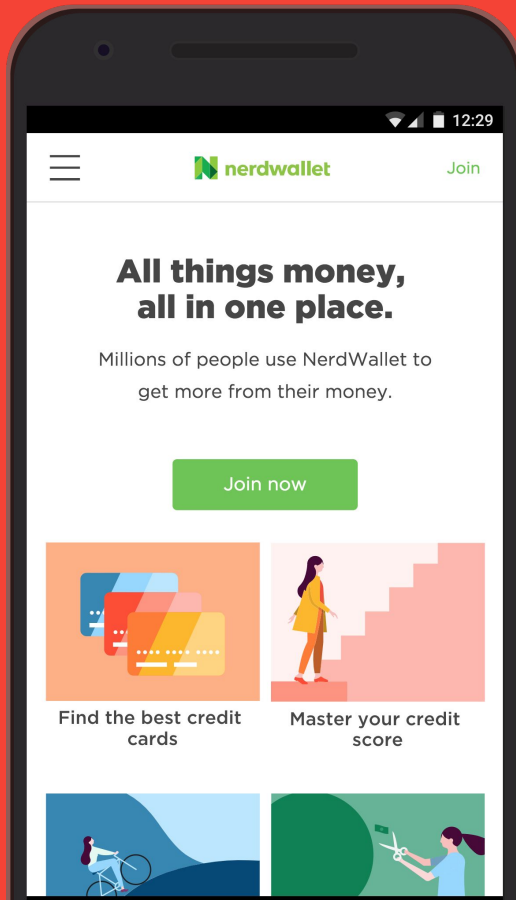 12:29
nerdwallet
Join
All things money,
all in one place.
Millions of people use NerdWallet to
get more from their money.
Join now
Find the best credit
cards
Master your credit
score